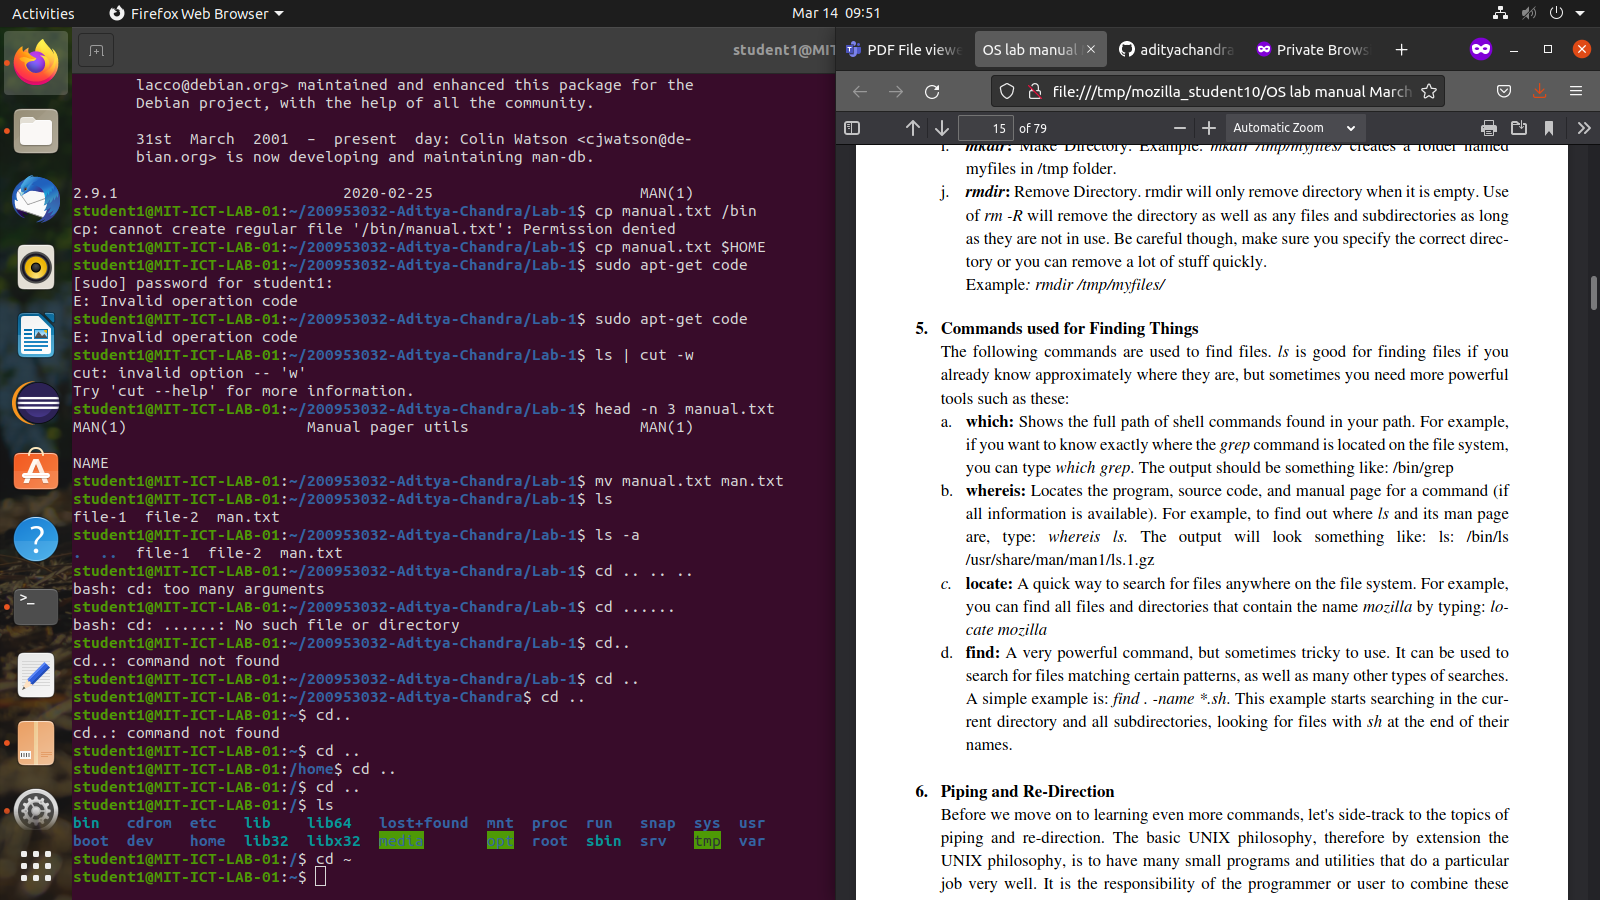 Activities
Firefox Web Browser
Mar 14 09:51
student1@MIT
lacco@debian.org> maintained and enhanced this package for the
Debian project, with the help of all the community.
31st March 2001 – present day: Colin Watson <cjwatson@de-
bian.org> is now developing and maintaining man-db.
2.9.1 2020-02-25 MAN(1)
student1@MIT-ICT-LAB-01:~/200953032-Aditya-Chandra/Lab-1$ cp manual.txt /bin
cp: cannot create regular file '/bin/manual.txt': Permission denied
student1@MIT-ICT-LAB-01:~/200953032-Aditya-Chandra/Lab-1$ cp manual.txt $HOME
student1@MIT-ICT-LAB-01:~/200953032-Aditya-Chandra/Lab-1$ sudo apt-get code
[sudo] password for student1:
E: Invalid operation code
student1@MIT-ICT-LAB-01:~/200953032-Aditya-Chandra/Lab-1$ sudo apt-get code
E: Invalid operation code
student1@MIT-ICT-LAB-01:~/200953032-Aditya-Chandra/Lab-1$ ls | cut -w
cut: invalid option -- 'w'
Try 'cut --help' for more information.
student1@MIT-ICT-LAB-01:~/200953032-Aditya-Chandra/Lab-1$ head -n 3 manual.txt
MAN(1) Manual pager utils MAN(1)
NAME
student1@MIT-ICT-LAB-01:~/200953032-Aditya-Chandra/Lab-1$ mv manual.txt man.txt
student1@MIT-ICT-LAB-01:~/200953032-Aditya-Chandra/Lab-1$ ls
file-1 file-2 man.txt
student1@MIT-ICT-LAB-01:~/200953032-Aditya-Chandra/Lab-1$ ls -a
. .. file-1 file-2 man.txt
student1@MIT-ICT-LAB-01:~/200953032-Aditya-Chandra/Lab-1$ cd .. .. ..
bash: cd: too many arguments
student1@MIT-ICT-LAB-01:~/200953032-Aditya-Chandra/Lab-1$ cd ......
bash: cd: ......: No such file or directory
student1@MIT-ICT-LAB-01:~/200953032-Aditya-Chandra/Lab-1$ cd..
cd..: command not found
student1@MIT-ICT-LAB-01:~/200953032-Aditya-Chandra/Lab-1$ cd ..
student1@MIT-ICT-LAB-01:~/200953032-Aditya-Chandra$ cd ..
student1@MIT-ICT-LAB-01:~$ cd..
cd..: command not found
student1@MIT-ICT-LAB-01:~$ cd ..
student1@MIT-ICT-LAB-01:/home$ cd ..
student1@MIT-ICT-LAB-01:/$ cd ..
student1@MIT-ICT-LAB-01:/$ ls
bin cdrom etc lib lib64 lost+found mnt proc run snap sys usr
boot dev home lib32 libx32 media opt root sbin srv tmp var
student1@MIT-ICT-LAB-01:/$ cd ~
student1@MIT-ICT-LAB-01:~$
PDF File viewe
OS lab manual
adityachandra
Private Brows
file:///tmp/mozilla_student10/OS lab manual March
15 of 79
Automatic Zoom
i. mkdir: Make Directory. Example: mkdir /tmp/myfiles/ creates a folder named
myfiles in /tmp folder.
j. rmdir: Remove Directory. rmdir will only remove directory when it is empty. Use
of rm -R will remove the directory as well as any files and subdirectories as long
as they are not in use. Be careful though, make sure you specify the correct direc-
tory or you can remove a lot of stuff quickly.
Example: rmdir /tmp/myfiles/
5. Commands used for Finding Things
The following commands are used to find files. ls is good for finding files if you
already know approximately where they are, but sometimes you need more powerful
tools such as these:
a. which: Shows the full path of shell commands found in your path. For example,
if you want to know exactly where the grep command is located on the file system,
you can type which grep. The output should be something like: /bin/grep
b. whereis: Locates the program, source code, and manual page for a command (if
all information is available). For example, to find out where ls and its man page
are, type: whereis ls. The output will look something like: ls: /bin/ls
/usr/share/man/man1/ls.1.gz
c. locate: A quick way to search for files anywhere on the file system. For example,
you can find all files and directories that contain the name mozilla by typing: lo-
cate mozilla
d. find: A very powerful command, but sometimes tricky to use. It can be used to
search for files matching certain patterns, as well as many other types of searches.
A simple example is: find . -name *.sh. This example starts searching in the cur-
rent directory and all subdirectories, looking for files with sh at the end of their
names.
6. Piping and Re-Direction
Before we move on to learning even more commands, let's side-track to the topics of
piping and re-direction. The basic UNIX philosophy, therefore by extension the
UNIX philosophy, is to have many small programs and utilities that do a particular
job very well. It is the responsibility of the programmer or user to combine these